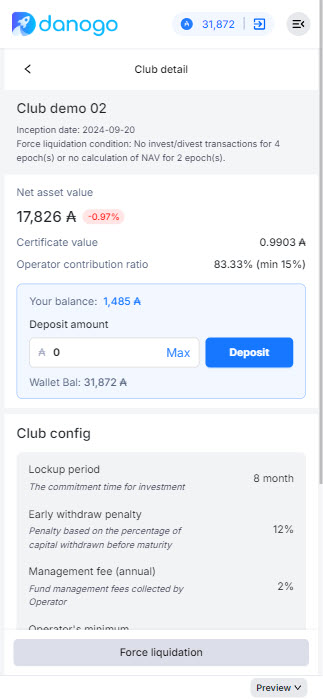 danogo
₳ 31,872
Club detail
Club demo 02
Inception date: 2024-09-20
Force liquidation condition: No invest/divest transactions for 4
epoch(s) or no calculation of NAV for 2 epoch(s).
Net asset value
17,826 ₳ -0.97%
Certificate value 0.9903 ₳
Operator contribution ratio 83.33% (min 15%)
Your balance: 1,485 ₳
Deposit amount
₳ 0 Max Deposit
Wallet Bal: 31,872 ₳
Club config
Lockup period
The commitment time for investment
8 month
Early withdraw penalty
Penalty based on the percentage of
capital withdrawn before maturity
12%
Management fee (annual)
Fund management fees collected by
Operator
2%
Operator's minimum
Force liquidation
Preview